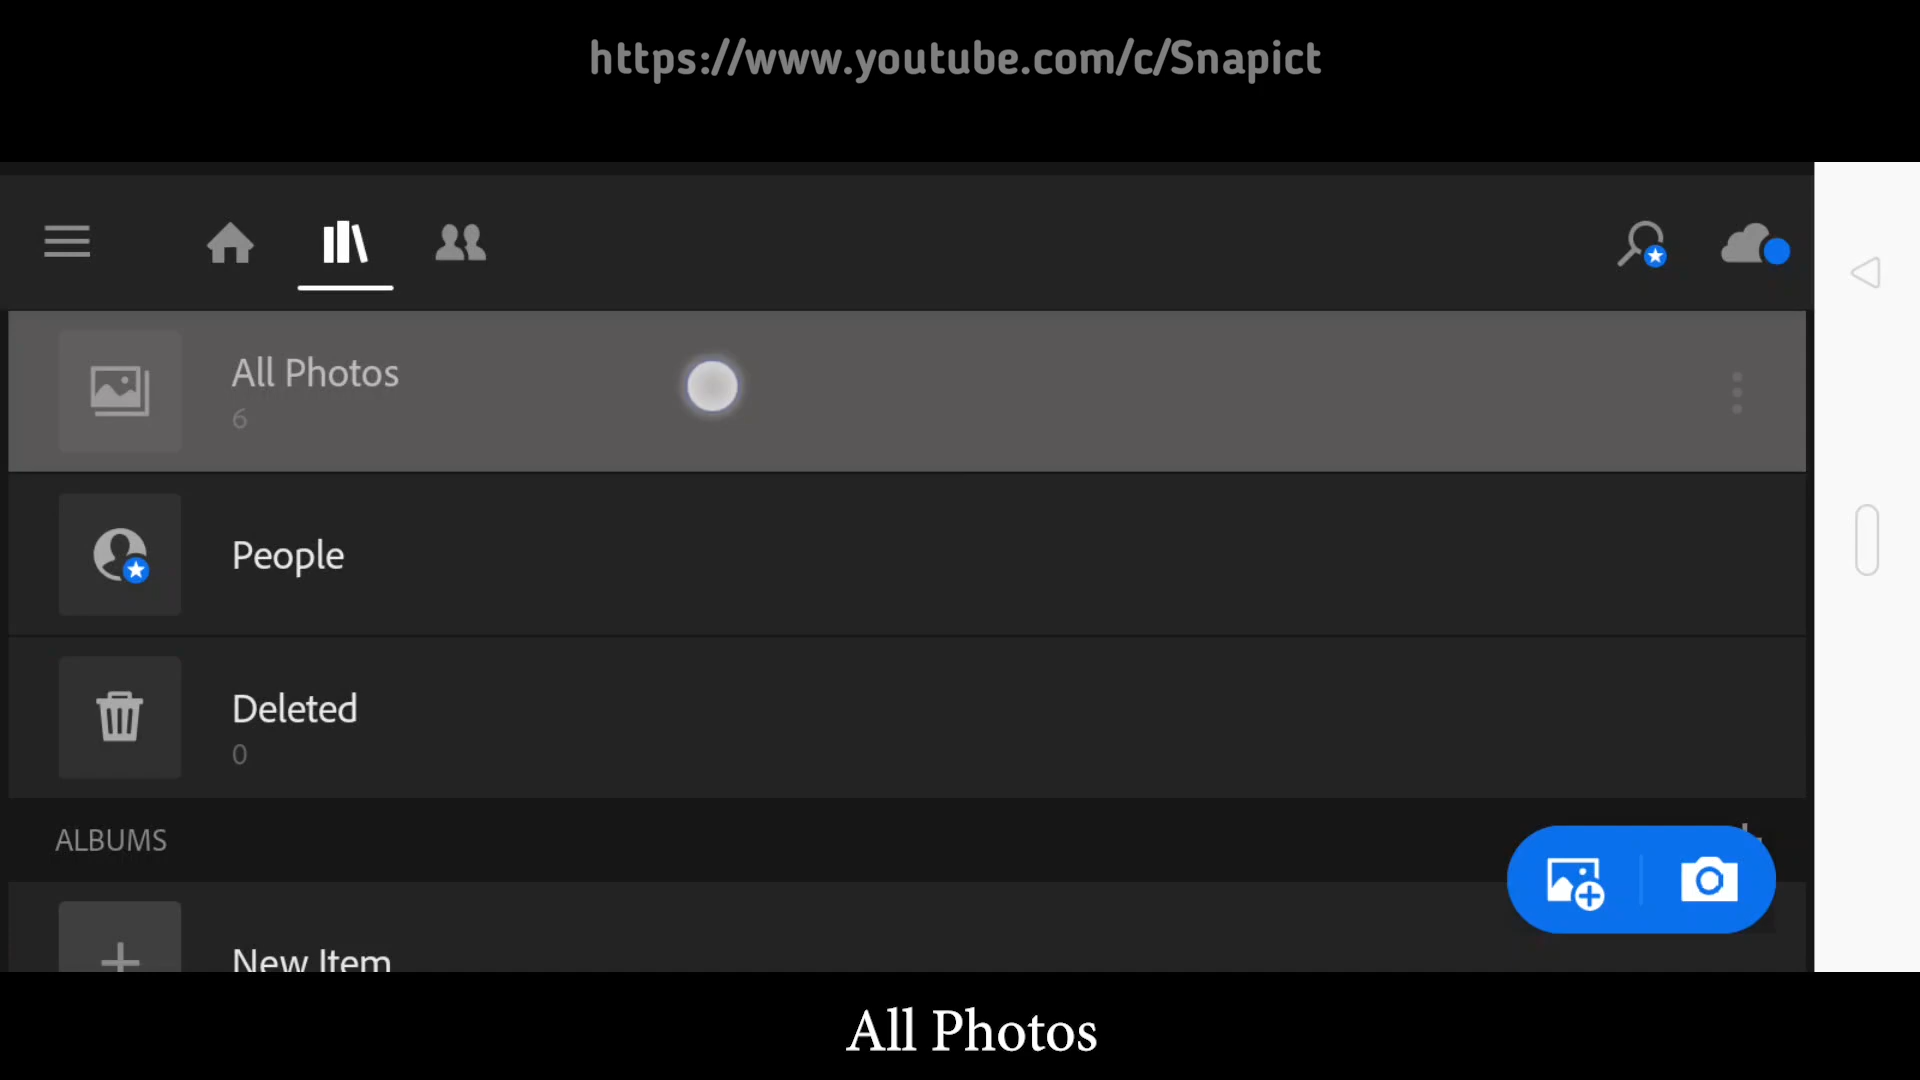 https://www.youtube.com/c/Snapict
All Photos
6
People
Deleted
0
ALBUMS
New Item
All Photos